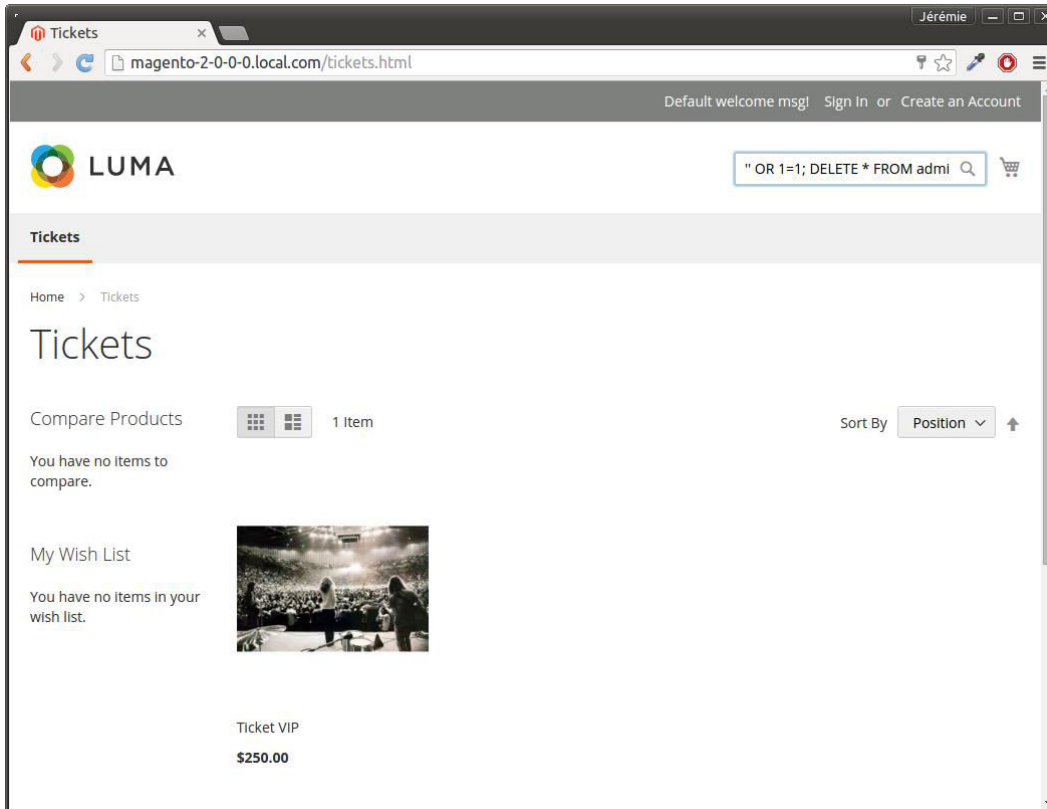 Jérémie
Tickets
magento-2-0-0-0.local.com/tickets.html
Default welcome msg! Sign In or Create an Account
LUMA
" OR 1=1; DELETE * FROM admi
Tickets
Home > Tickets
Tickets
Compare Products
1 Item
Sort By Position
You have no items to
compare.
My Wish List
You have no items in your
wish list.
Ticket VIP
$250.00